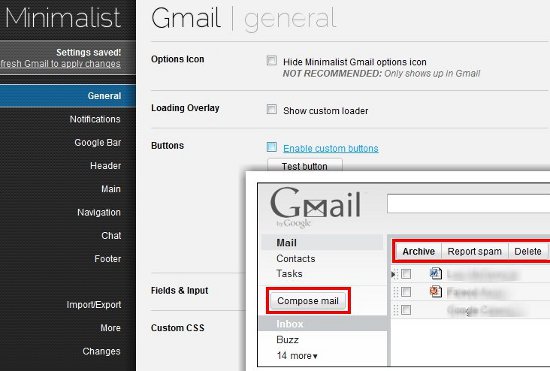 Minimalist
Gmail | general
Settings saved!
fresh Gmail to apply changes
General
Notifications
Google Bar
Header
Main
Navigation
Chat
Footer
Import/Export
More
Changes
Options Icon
Hide Minimalist Gmail options icon
NOT RECOMMENDED: Only shows up in Gmail
Loading Overlay
Show custom loader
Buttons
Enable custom buttons
Test button
Fields & Input
Custom CSS
Gmail
by Google
Mail
Contacts
Tasks
Compose mail
Inbox
Buzz
14 more ▾
Archive Report spam Delete